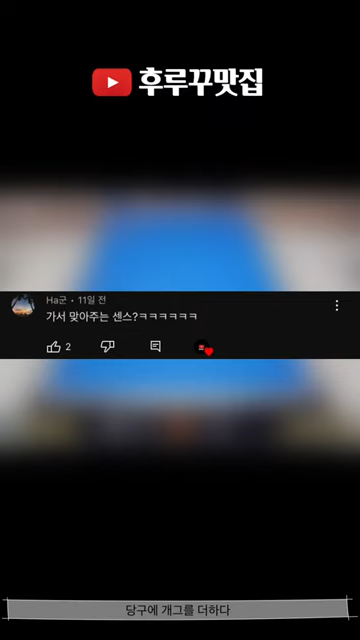 후루꾸맛집
Ha군 • 11일 전
가서 맞아주는 센스?ㅋㅋㅋㅋㅋㅋ
2
당구에 개그를 더하다